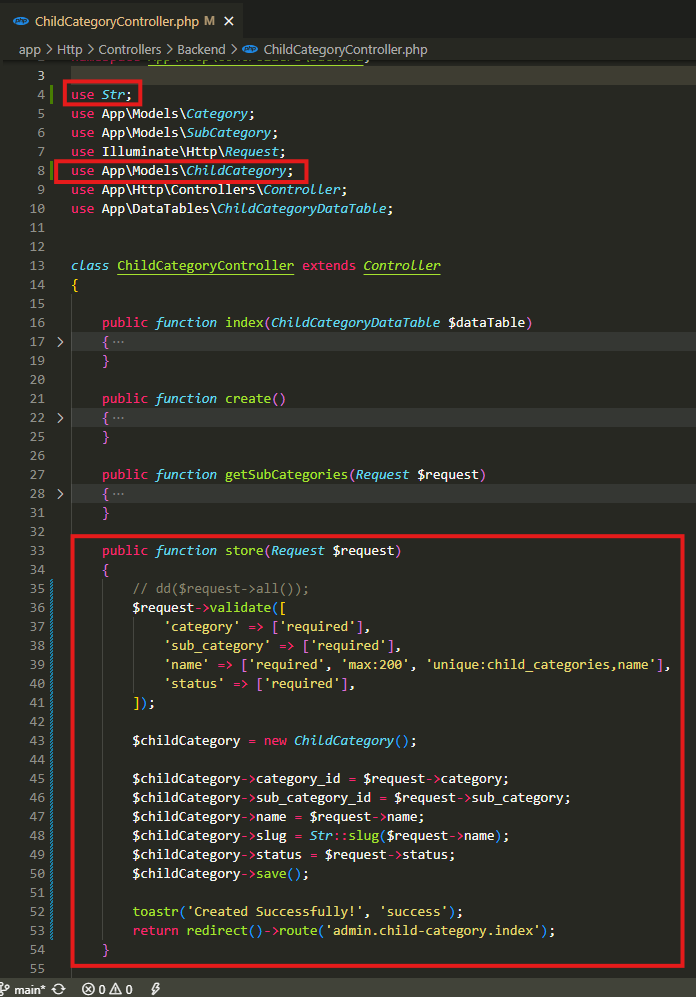 ChildCategoryController.php M ×
app > Http > Controllers > Backend > ChildCategoryController.php
3
4 use Str;
5 use App\Models\Category;
6 use App\Models\SubCategory;
7 use Illuminate\Http\Request;
8 use App\Models\ChildCategory;
9 use App\Http\Controllers\Controller;
10 use App\DataTables\ChildCategoryDataTable;
11
12
13 class ChildCategoryController extends Controller
14 {
15
16 public function index(ChildCategoryDataTable $dataTable)
17 { ···
19 }
20
21 public function create()
22 { ···
25 }
26
27 public function getSubCategories(Request $request)
28 { ···
31 }
32
33 public function store(Request $request)
34 {
35 // dd($request->all());
36 $request->validate([
37 'category' => ['required'],
38 'sub_category' => ['required'],
39 'name' => ['required', 'max:200', 'unique:child_categories,name'],
40 'status' => ['required'],
41 ]);
42
43 $childCategory = new ChildCategory();
44
45 $childCategory->category_id = $request->category;
46 $childCategory->sub_category_id = $request->sub_category;
47 $childCategory->name = $request->name;
48 $childCategory->slug = Str::slug($request->name);
49 $childCategory->status = $request->status;
50 $childCategory->save();
51
52 toastr('Created Successfully!', 'success');
53 return redirect()->route('admin.child-category.index');
54 }
55
main* 0 0